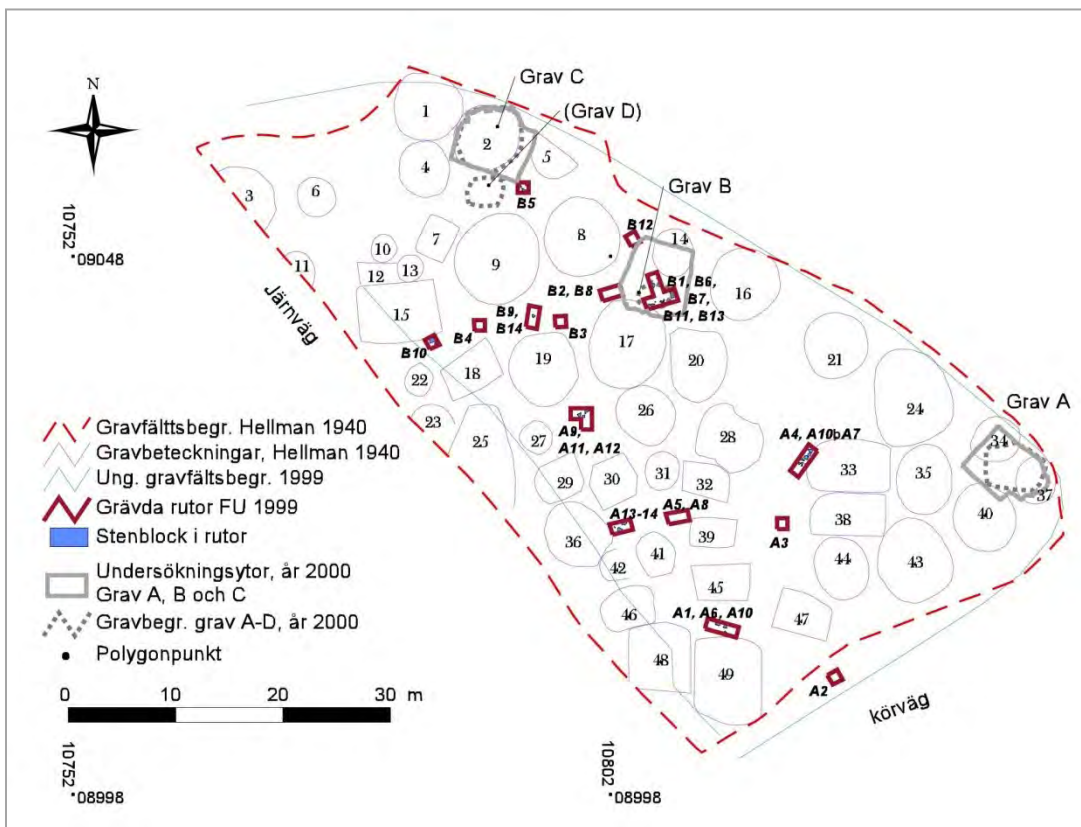 Grav C
N
(Grav D)
1
2
5
4
Grav B
6
3
B5
10752
09048
B12
7
8
14
10
9
11
12
13
B1, B6,
B7,
B11, B13
B2, B8
16
Järnväg
15
B9,
B14
B4
B3
B10
17
18
19
20
21
22
24
Grav A
23
26
A9,
A11, A12
25
27
28
A4, A10bA7
34
33
35
37
29
30
31
32
A5, A8
A13-14
38
40
A3
36
39
41
42
44
43
45
46
A1, A6, A10
47
48
49
A2
körväg
Gravfälttsbegr. Hellman 1940
Gravbeteckningar, Hellman 1940
Ung. gravfältsbegr. 1999
Grävda rutor FU 1999
Stenblock i rutor
Undersökningsytor, år 2000
Grav A, B och C
Gravbegr. grav A-D, år 2000
Polygonpunkt
0 10 20 30 m
10752
08998
10802
08998